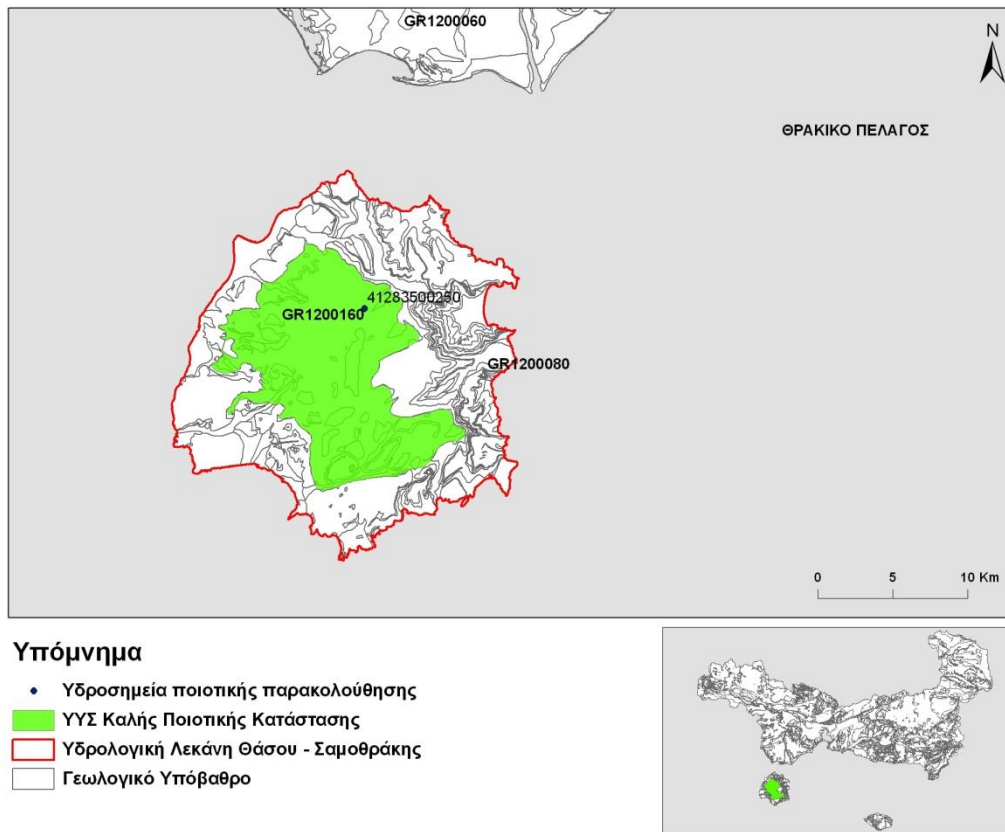 GR1200060
N
ΘΡΑΚΙΚΟ ΠΕΛΑΓΟΣ
41283500250
GR1200160
GR1200080
0 5 10 Km
Υπόμνημα
Υδροσημεία ποιοτικής παρακολούθησης
ΥΥΣ Καλής Ποιοτικής Κατάστασης
Υδρολογική Λεκάνη Θάσου - Σαμοθράκης
Γεωλογικό Υπόβαθρο